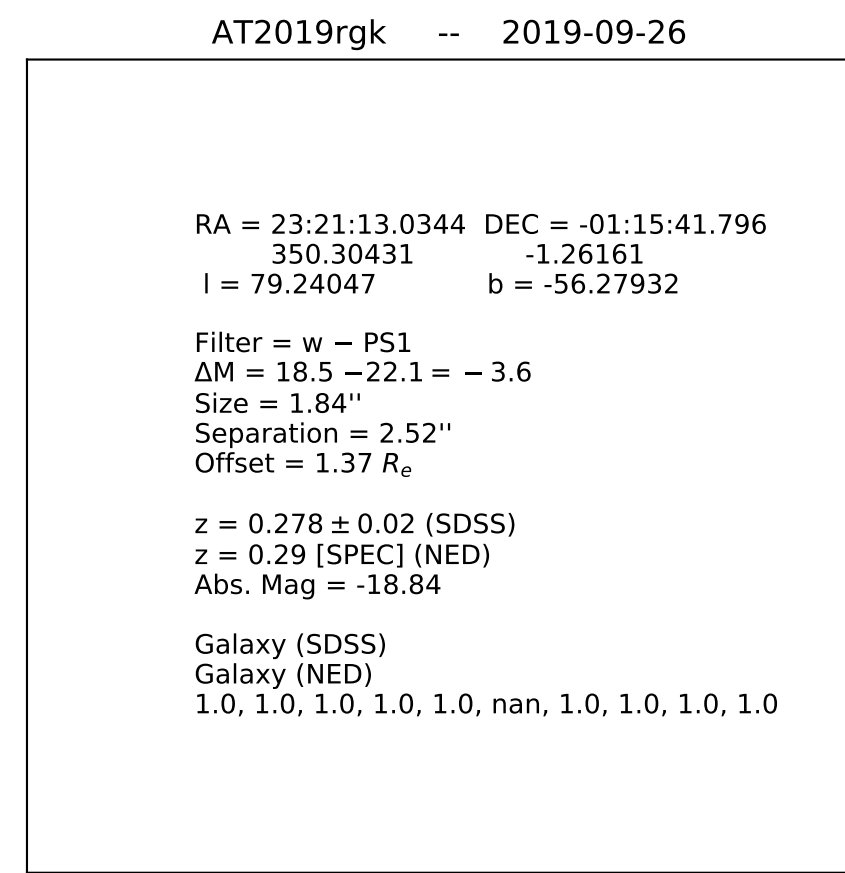 AT2019rgk -- 2019-09-26
RA = 23:21:13.0344 DEC = -01:15:41.796
350.30431 -1.26161
l = 79.24047 b = -56.27932
Filter = w − PS1
ΔM = 18.5 −22.1 = − 3.6
Size = 1.84''
Separation = 2.52''
Offset = 1.37 Rₑ
z = 0.278 ± 0.02 (SDSS)
z = 0.29 [SPEC] (NED)
Abs. Mag = -18.84
Galaxy (SDSS)
Galaxy (NED)
1.0, 1.0, 1.0, 1.0, 1.0, nan, 1.0, 1.0, 1.0, 1.0